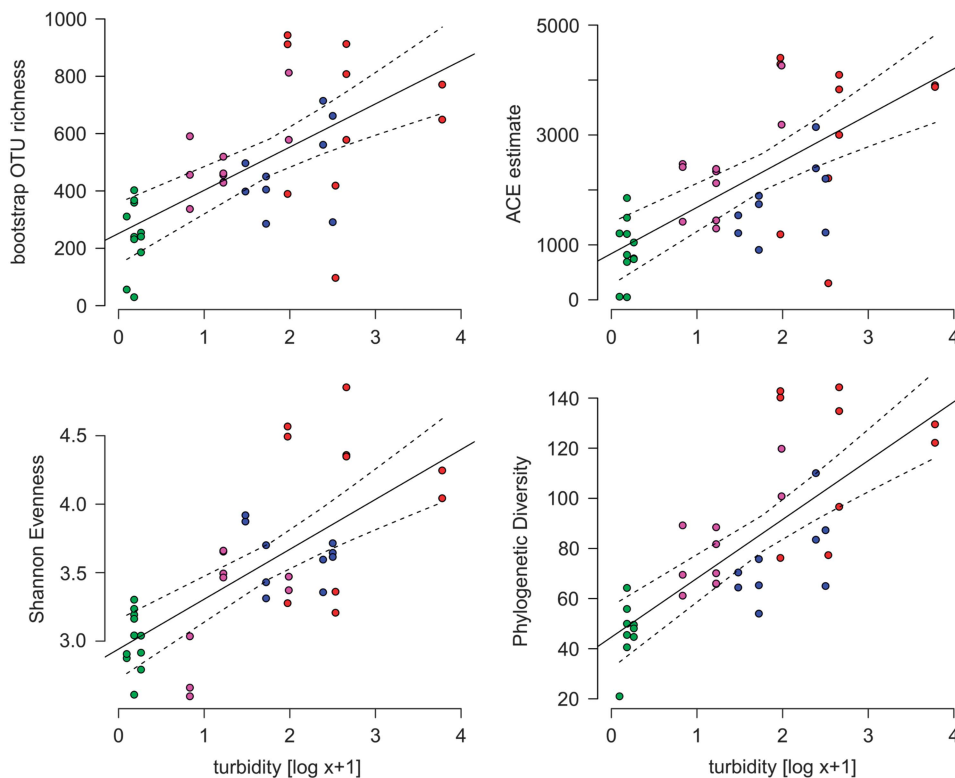 bootstrap OTU richness
1000
800
600
400
200
0
0 1 2 3 4
ACE estimate
5000
3000
1000
0
0 1 2 3 4
Shannon Evenness
4.5
4.0
3.5
3.0
0 1 2 3 4
turbidity [log x+1]
Phylogenetic Diversity
140
120
100
80
60
40
20
0 1 2 3 4
turbidity [log x+1]